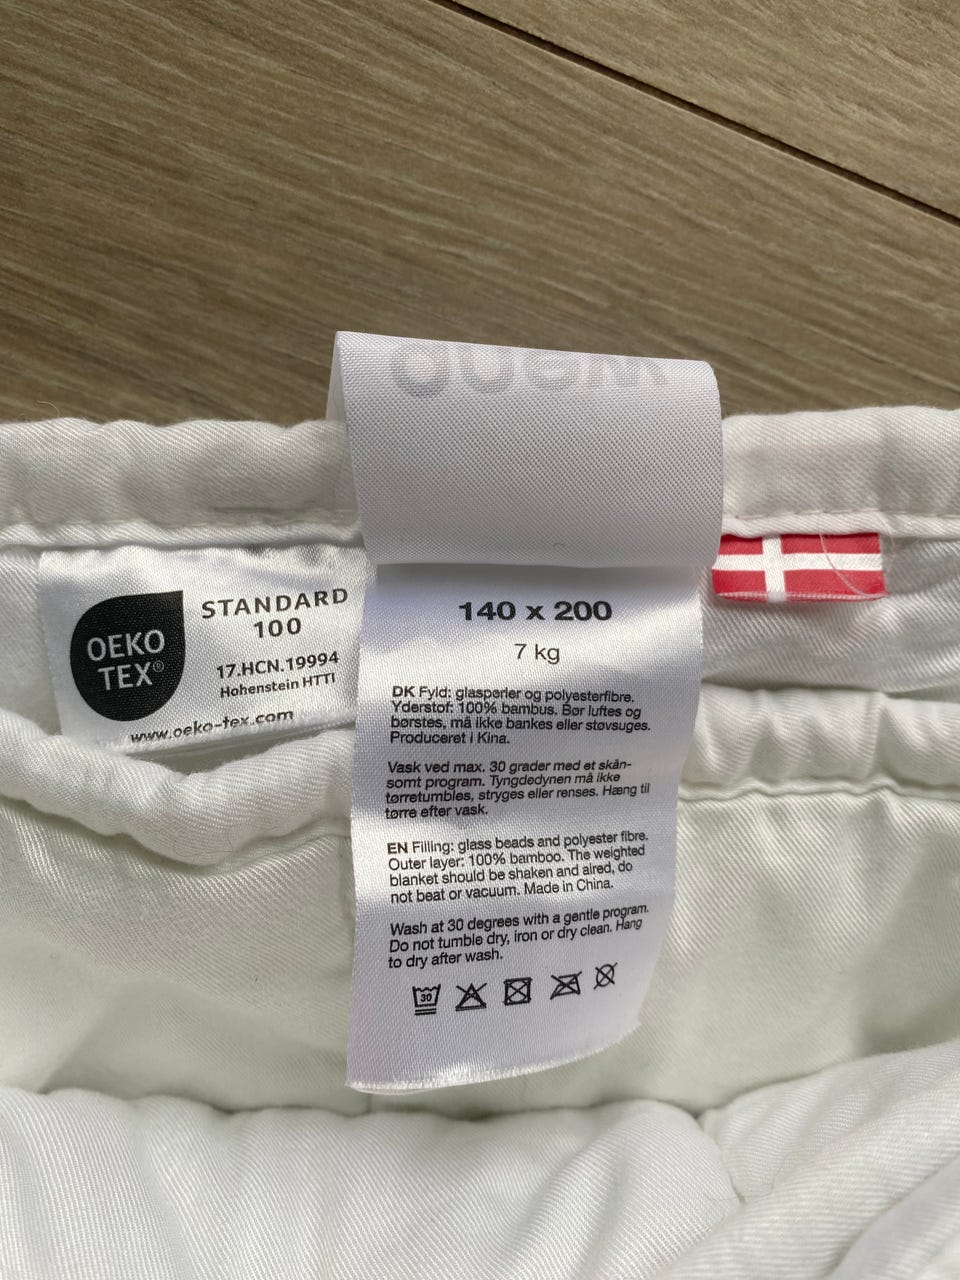 OEKO
TEX®
STANDARD
100
17.HCN.19994
Hohenstein HTTI
www.oeko-tex.com
140 x 200
7 kg
DK Fyld: glasperler og polyesterfibre.
Yderstof: 100% bambus. Bør luftes og
børstes, må ikke bankes eller støvsuges.
Produceret i Kina.
Vask ved max. 30 grader med et skån-
somt program. Tyngdedynen må ikke
tørretumbles, stryges eller renses. Hæng til
tørre efter vask.
EN Filling: glass beads and polyester fibre.
Outer layer: 100% bamboo. The weighted
blanket should be shaken and aired, do
not beat or vacuum. Made in China.
Wash at 30 degrees with a gentle program.
Do not tumble dry, iron or dry clean. Hang
to dry after wash.
30